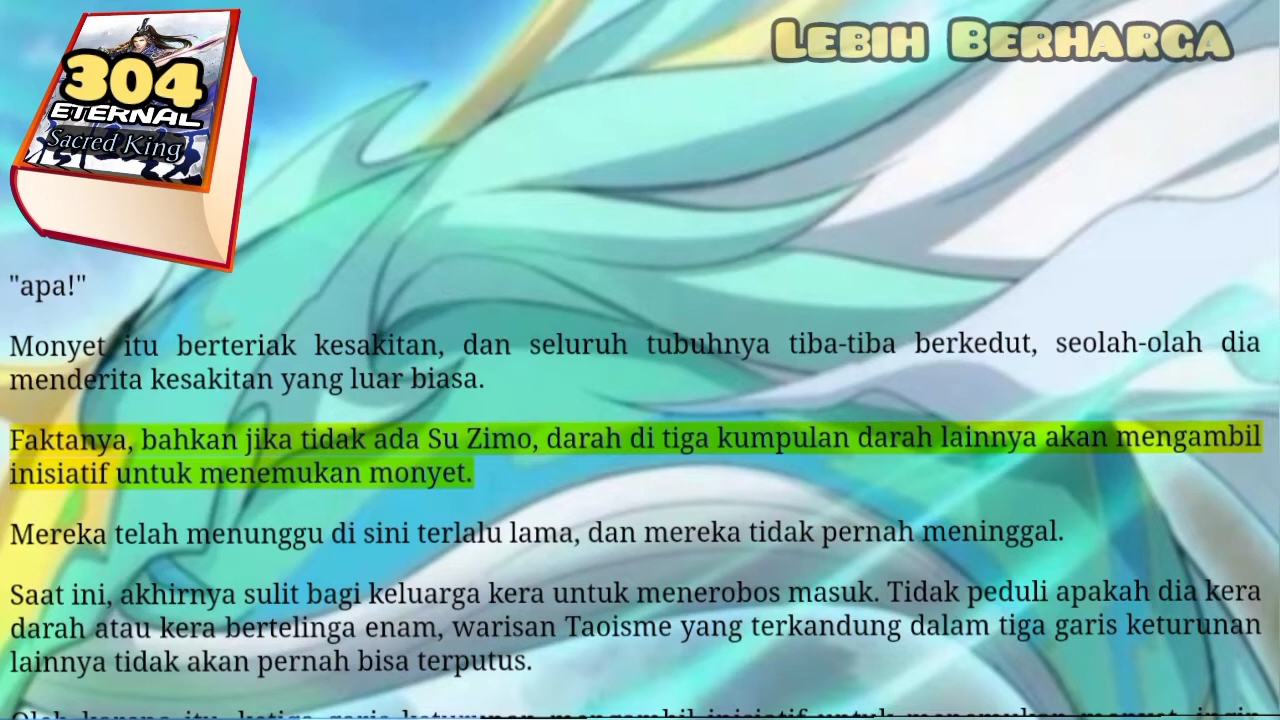 LEBIH BERHARGA
304
ETERNAL
Sacred King
"apa!"
Monyet itu berteriak kesakitan, dan seluruh tubuhnya tiba-tiba berkedut, seolah-olah dia
menderita kesakitan yang luar biasa.
Faktanya, bahkan jika tidak ada Su Zimo, darah di tiga kumpulan darah lainnya akan mengambil
inisiatif untuk menemukan monyet.
Mereka telah menunggu di sini terlalu lama, dan mereka tidak pernah meninggal.
Saat ini, akhirnya sulit bagi keluarga kera untuk menerobos masuk. Tidak peduli apakah dia kera
darah atau kera bertelinga enam, warisan Taoisme yang terkandung dalam tiga garis keturunan
lainnya tidak akan pernah bisa terputus.